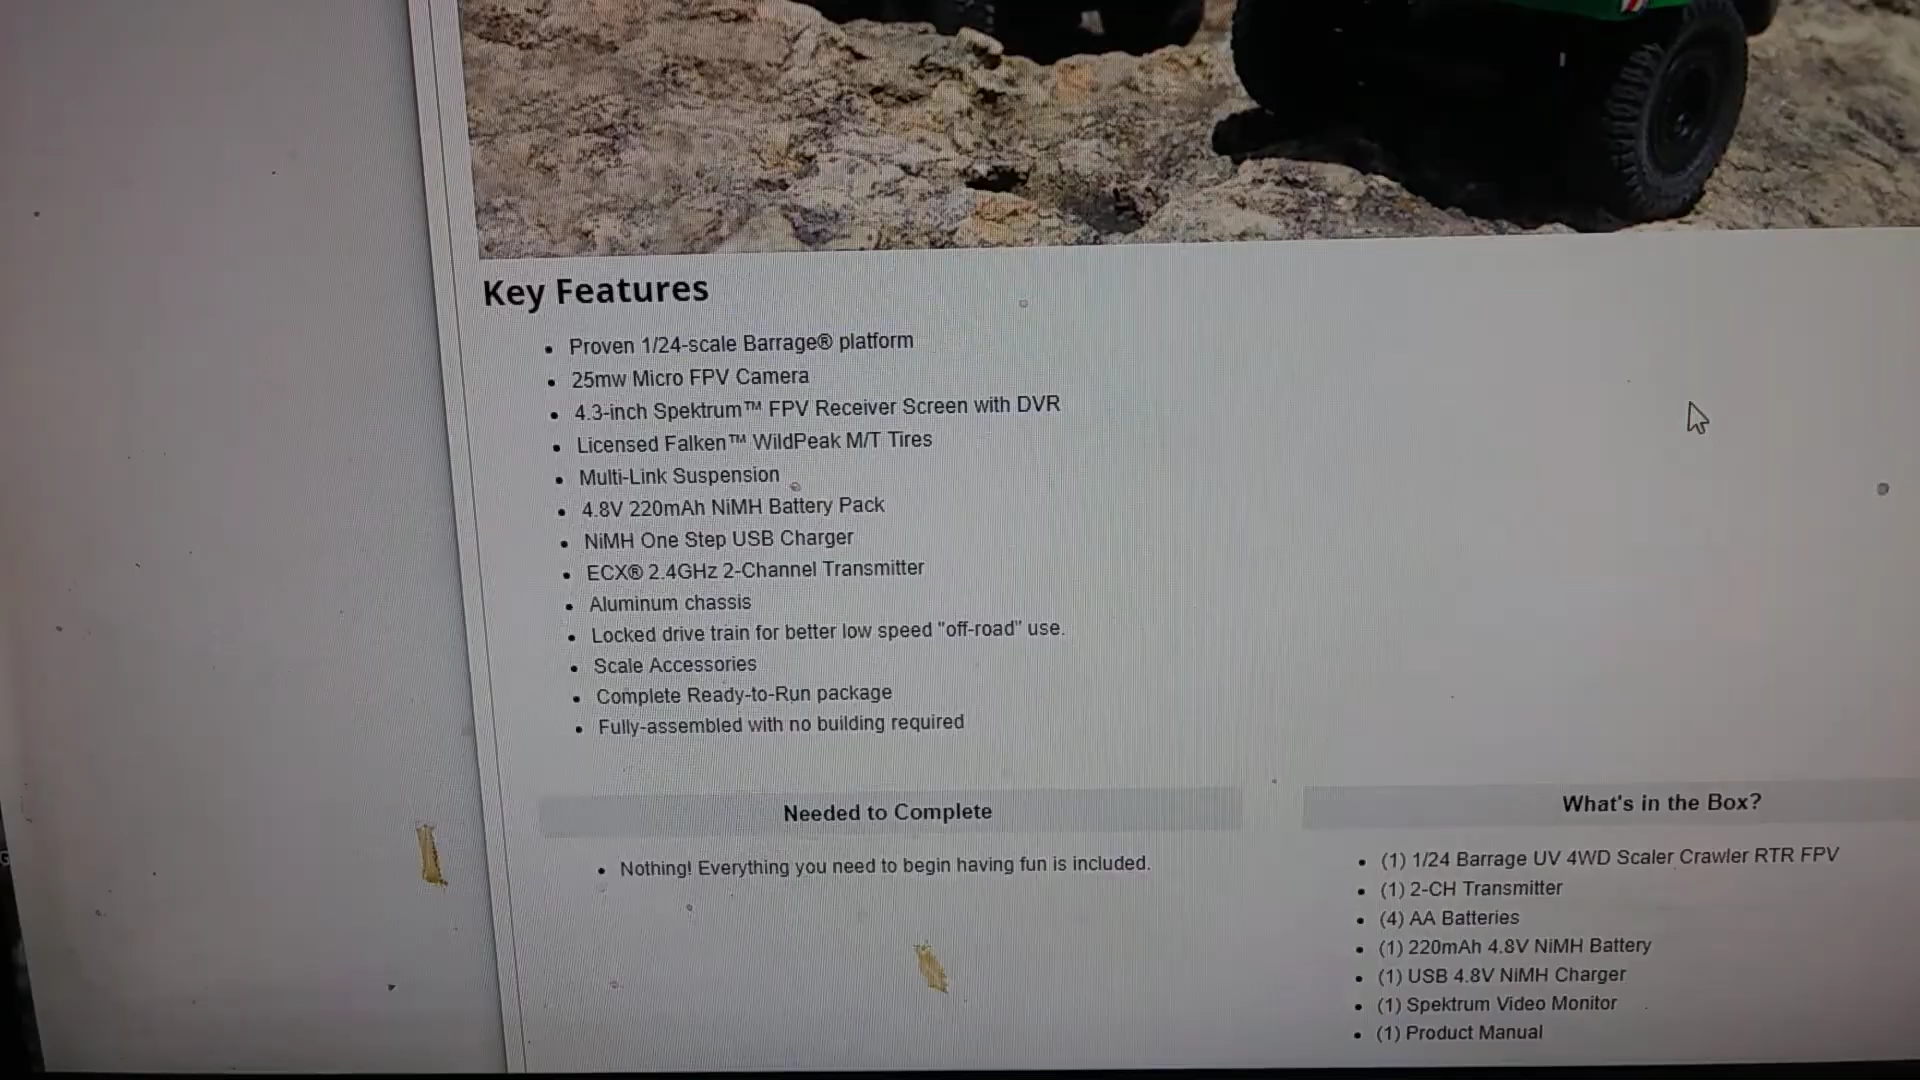 Key Features
Proven 1/24-scale Barrage® platform
25mw Micro FPV Camera
4.3-inch Spektrum™ FPV Receiver Screen with DVR
Licensed Falken™ WildPeak M/T Tires
Multi-Link Suspension
4.8V 220mAh NiMH Battery Pack
NiMH One Step USB Charger
ECX® 2.4GHz 2-Channel Transmitter
Aluminum chassis
Locked drive train for better low speed "off-road" use.
Scale Accessories
Complete Ready-to-Run package
Fully-assembled with no building required
Needed to Complete
Nothing! Everything you need to begin having fun is included.
What's in the Box?
(1) 1/24 Barrage UV 4WD Scaler Crawler RTR FPV
(1) 2-CH Transmitter
(4) AA Batteries
(1) 220mAh 4.8V NiMH Battery
(1) USB 4.8V NiMH Charger
(1) Spektrum Video Monitor
(1) Product Manual